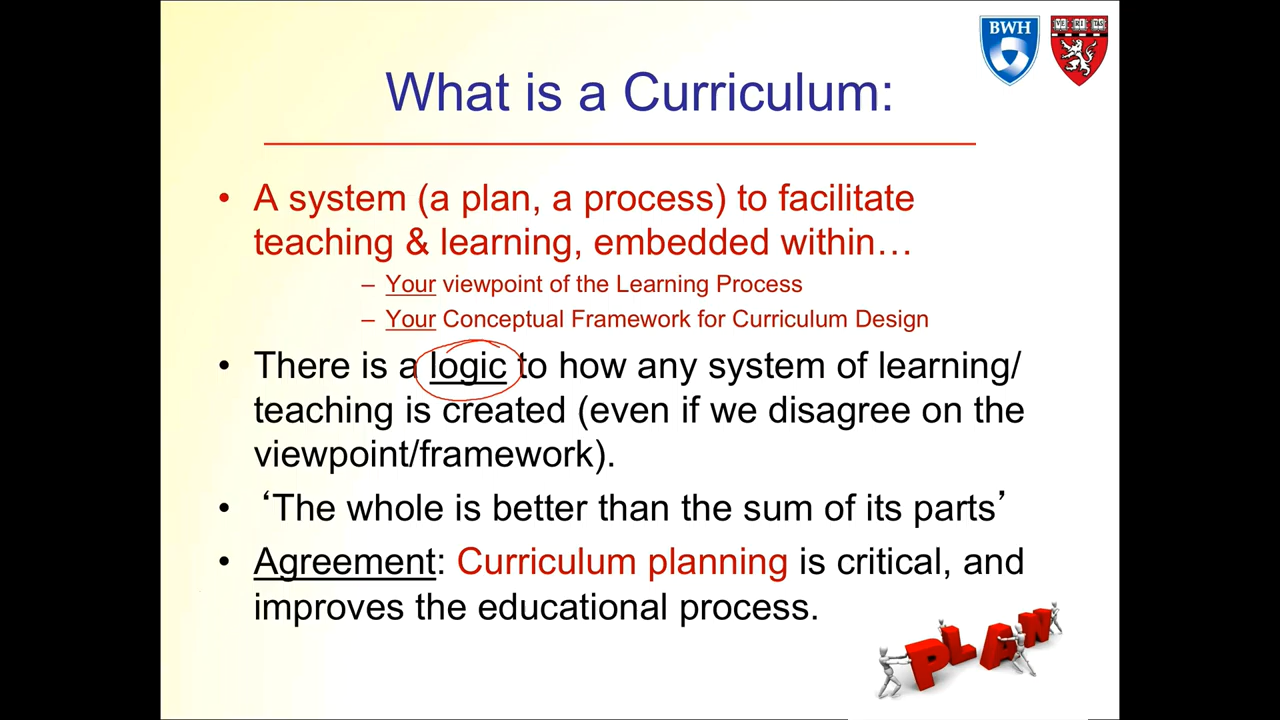 BWH
VE RI TAS
What is a Curriculum:
• A system (a plan, a process) to facilitate
teaching & learning, embedded within…
– Your viewpoint of the Learning Process
– Your Conceptual Framework for Curriculum Design
• There is a logic to how any system of learning/
teaching is created (even if we disagree on the
viewpoint/framework).
• ‘The whole is better than the sum of its parts’
• Agreement: Curriculum planning is critical, and
improves the educational process.
PLAN